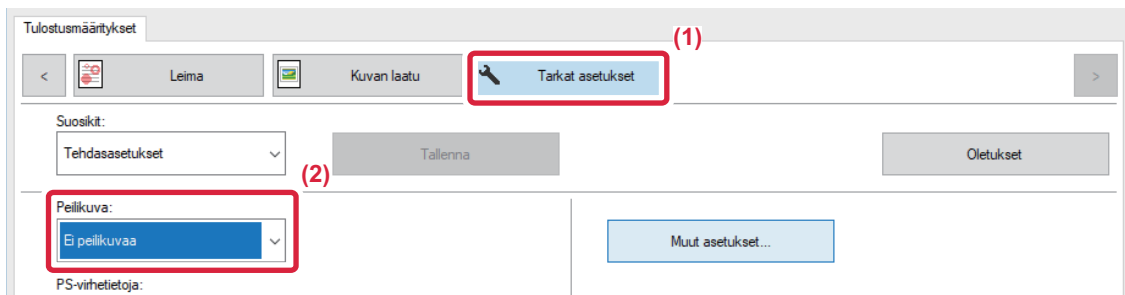 Tulostusmääritykset
(1)
< Leima Kuvan laatu Tarkat asetukset >
Suosikit:
Tehdasasetukset Tallenna Oletukset
(2)
Peilikuva:
Ei peilikuvaa Muut asetukset...
PS-virhetietoja: